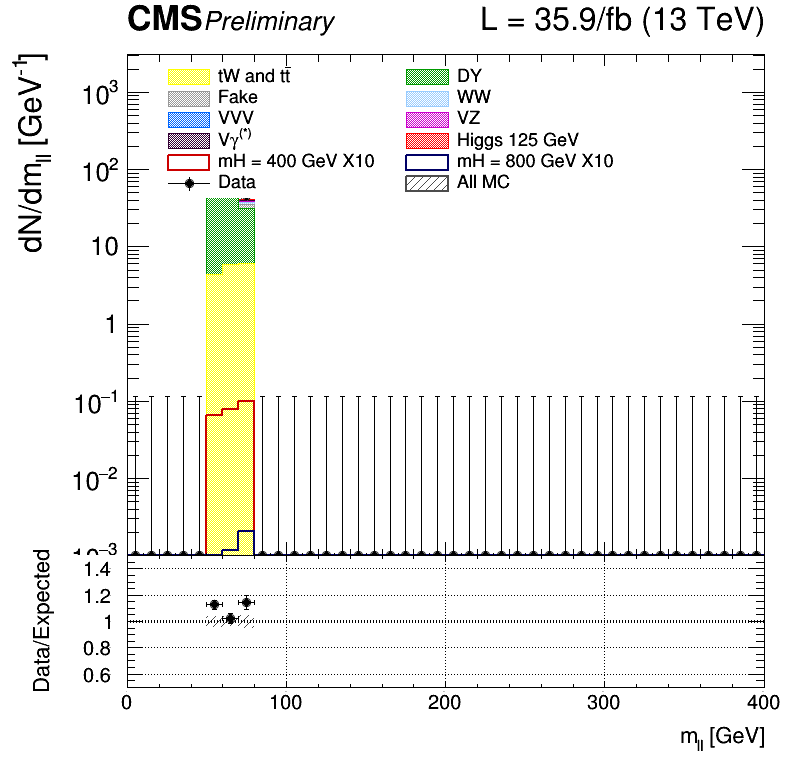 CMS Preliminary L = 35.9/fb (13 TeV)
dN/dm_ll [GeV⁻¹]
10³
10²
10
1
10⁻¹
10⁻²
10⁻³
tW and tt̄ DY
Fake WW
VVV VZ
Vγ⁽*⁾ Higgs 125 GeV
mH = 400 GeV X10 mH = 800 GeV X10
Data All MC
Data/Expected
1.4
1.2
1
0.8
0.6
0 100 200 300 400
m_ll [GeV]